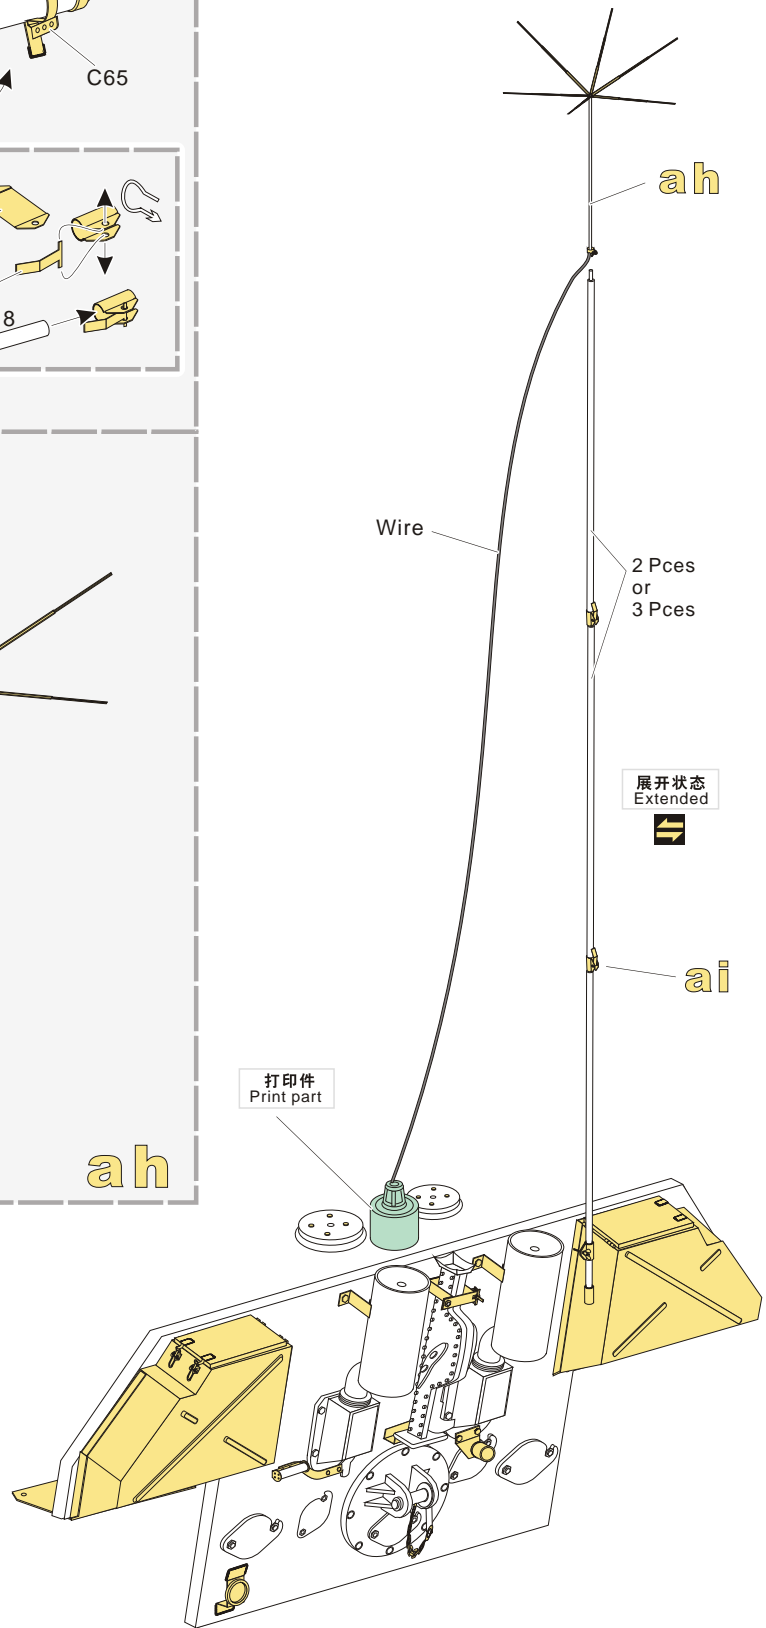 C65
ah
8
Wire
2 Pces
or
3 Pces
展开状态
Extended
ai
打印件
Print part
ah